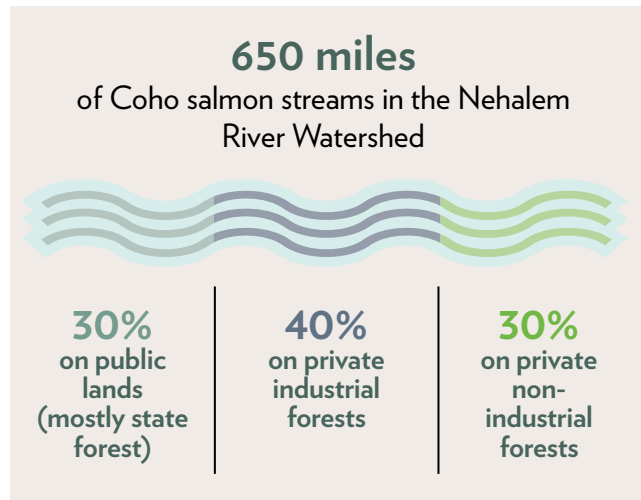 650 miles
of Coho salmon streams in the Nehalem
River Watershed
30%
on public
lands
(mostly state
forest)
40%
on private
industrial
forests
30%
on private
non-
industrial
forests